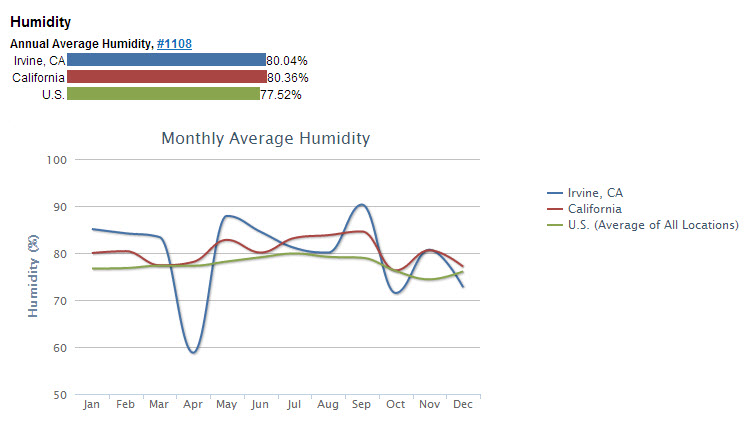 Humidity
Annual Average Humidity, #1108
Irvine, CA 80.04%
California 80.36%
U.S. 77.52%
Monthly Average Humidity
100
90
80
70
60
50
Humidity (%)
Jan Feb Mar Apr May Jun Jul Aug Sep Oct Nov Dec
Irvine, CA
California
U.S. (Average of All Locations)